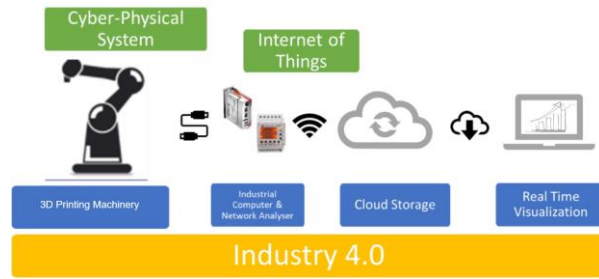 Cyber-Physical
System
Internet of
Things
3D Printing Machinery
Industrial
Computer &
Network Analyser
Cloud Storage
Real Time
Visualization
Industry 4.0